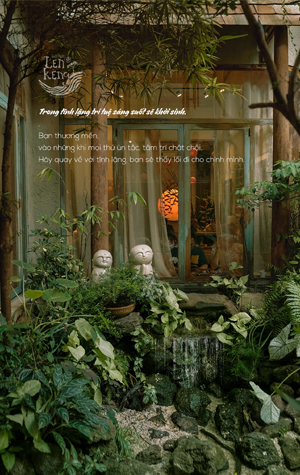 Len
Keng
Trong tĩnh lặng trí tuệ sáng suốt sẽ khởi sinh.
Bạn thương mến,
vào những khi mọi thứ ùn tắc, tâm trí chật chội.
Hãy quay về với tĩnh lặng, bạn sẽ thấy lối đi cho chính mình